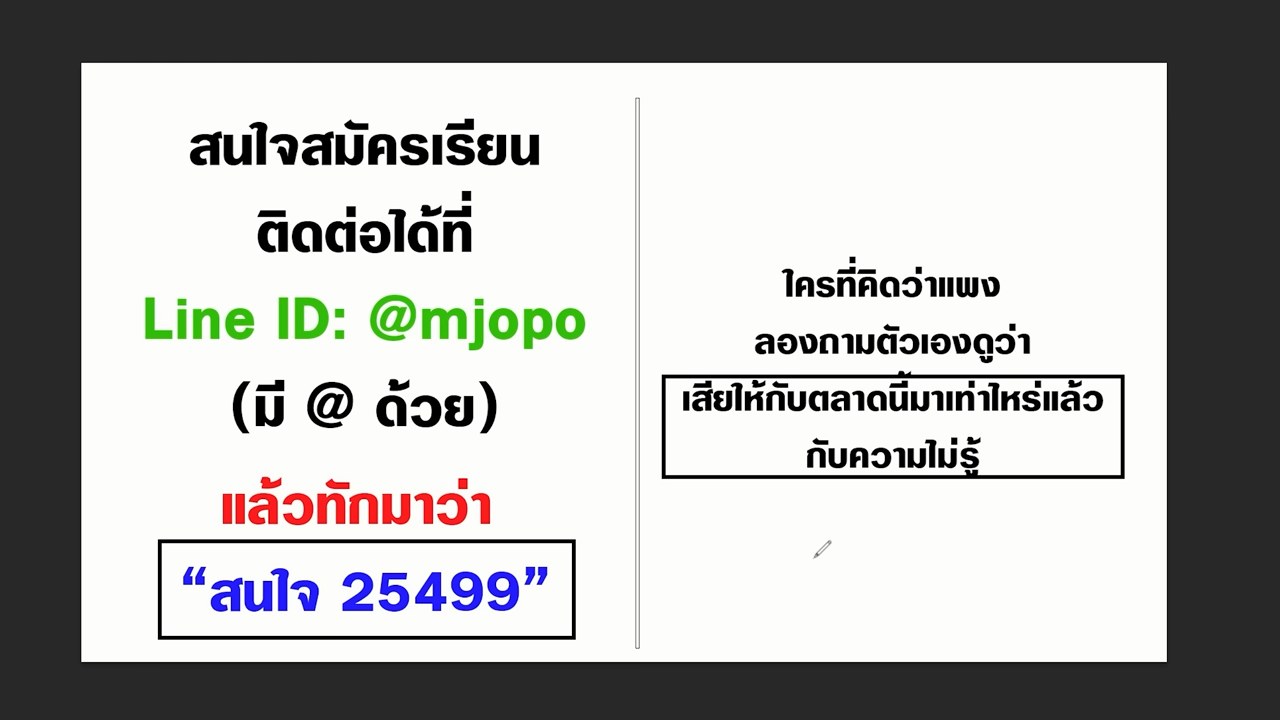 สนใจสมัครเรียน
ติดต่อได้ที่
Line ID: @mjopo
(มี @ ด้วย)
แล้วทักมาว่า
“สนใจ 25499”
ใครที่คิดว่าแพง
ลองถามตัวเองดูว่า
เสียให้กับตลาดนี้มาเท่าไหร่แล้ว
กับความไม่รู้